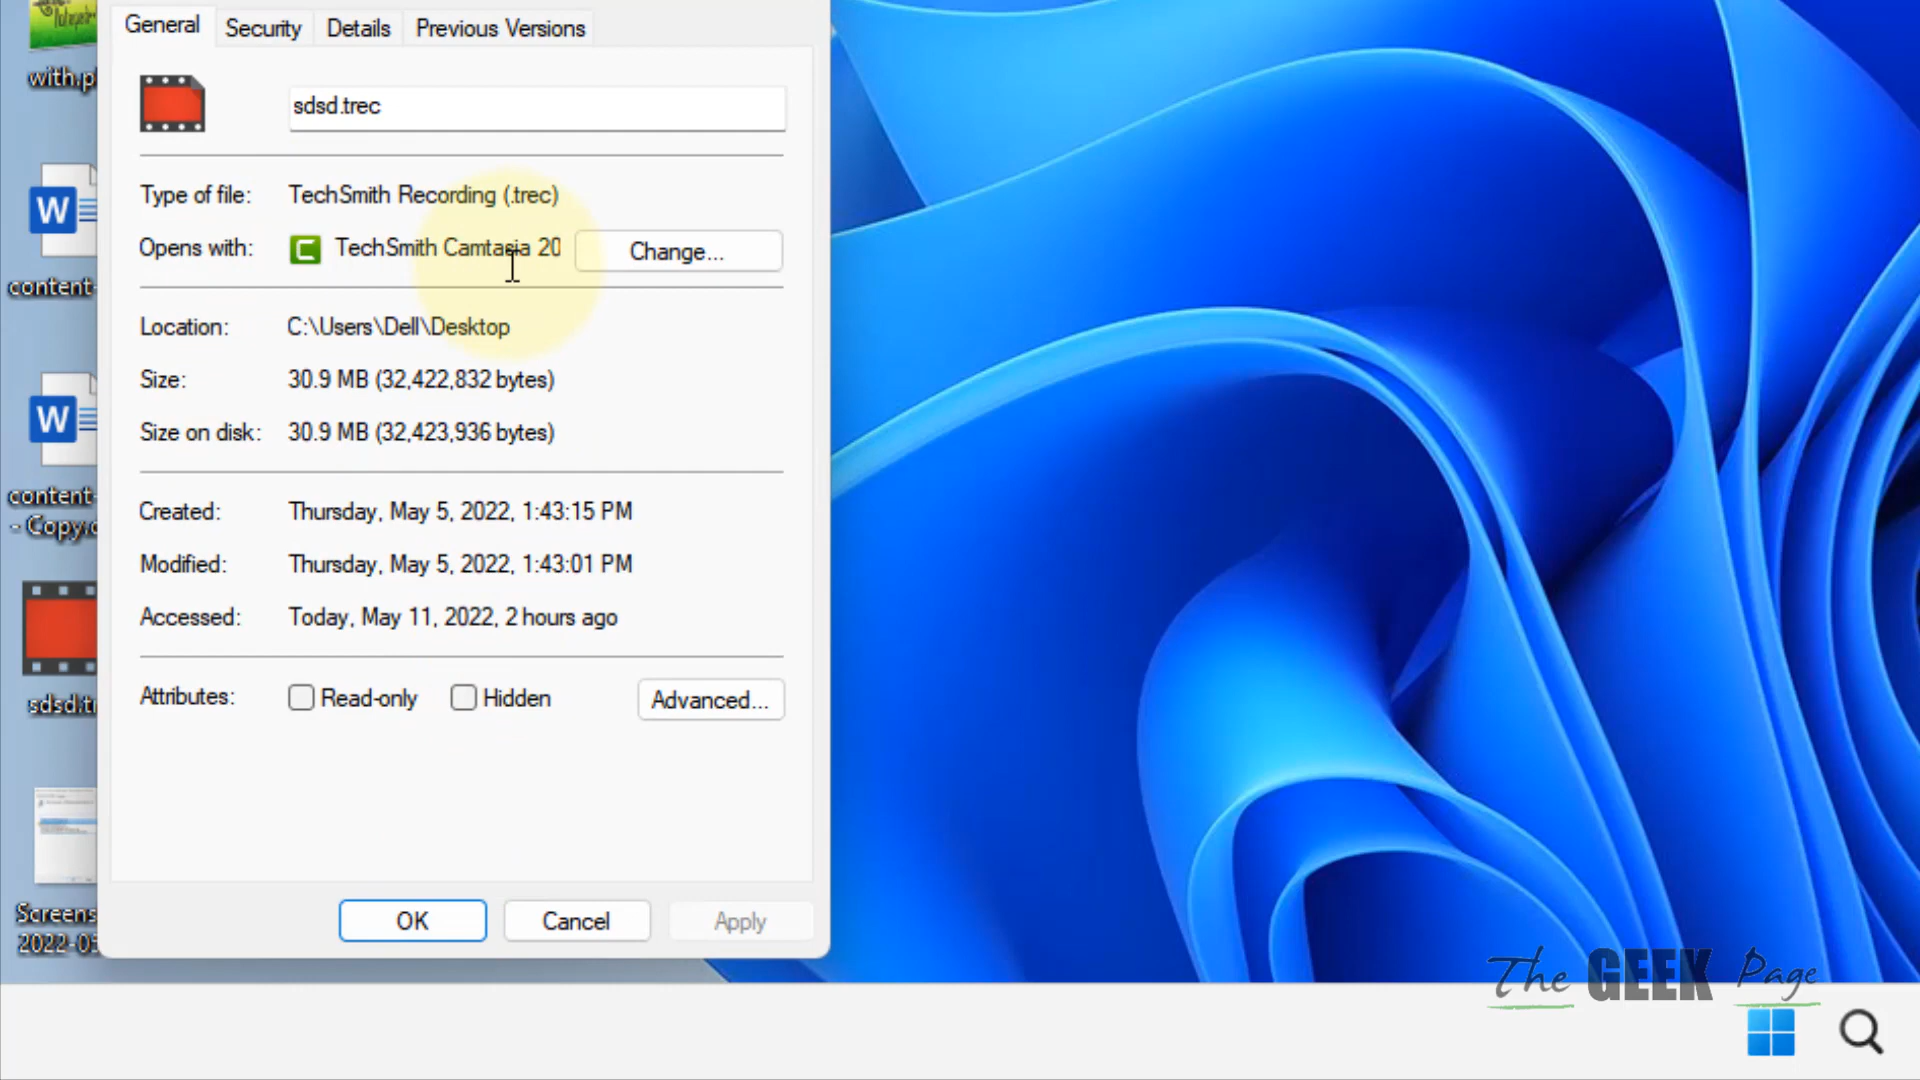 General Security Details Previous Versions
with.p
sdsd.trec
Type of file: TechSmith Recording (.trec)
Opens with: TechSmith Camtasia 20 Change...
content-
Location: C:\Users\Dell\Desktop
Size: 30.9 MB (32,422,832 bytes)
Size on disk: 30.9 MB (32,423,936 bytes)
content-
- Copy.
Created: Thursday, May 5, 2022, 1:43:15 PM
Modified: Thursday, May 5, 2022, 1:43:01 PM
Accessed: Today, May 11, 2022, 2 hours ago
sdsd.tr
Attributes: Read-only Hidden Advanced...
Screens
2022-0
OK Cancel Apply
The GEEK Page